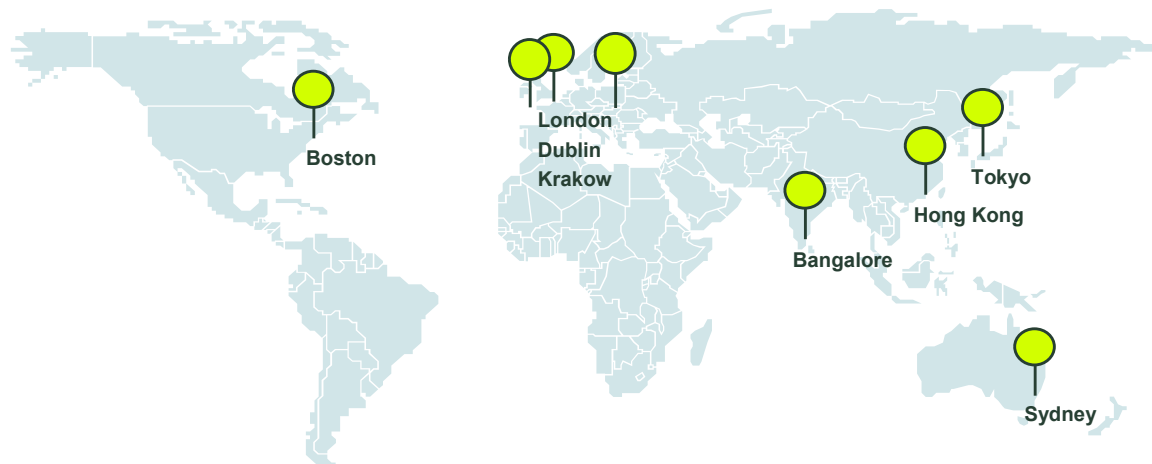 London
Dublin
Krakow
Boston
Tokyo
Hong Kong
Bangalore
Sydney